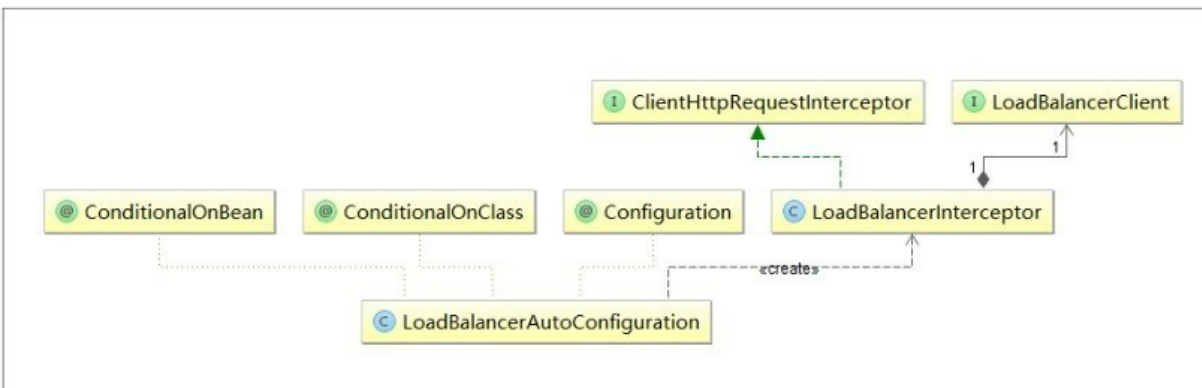 I ClientHttpRequestInterceptor
I LoadBalancerClient
1
1
@ ConditionalOnBean
@ ConditionalOnClass
@ Configuration
C LoadBalancerInterceptor
«create»
C LoadBalancerAutoConfiguration